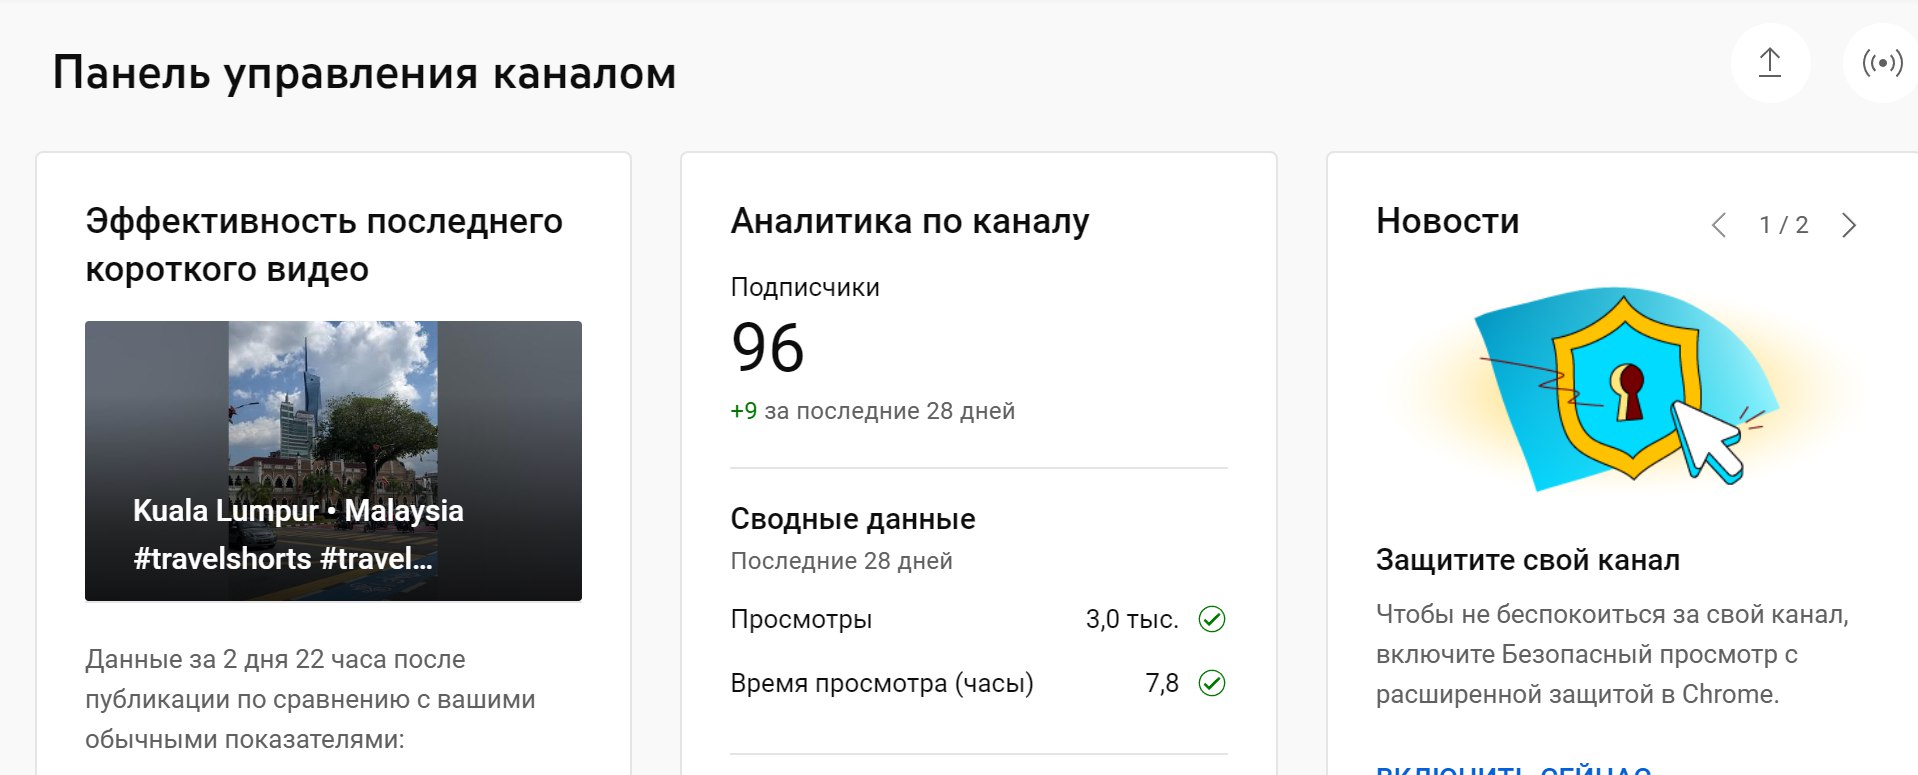 Панель управления каналом
Эффективность последнего
короткого видео
Kuala Lumpur • Malaysia
#travelshorts #travel...
Данные за 2 дня 22 часа после
публикации по сравнению с вашими
обычными показателями:
Аналитика по каналу
Подписчики
96
+9 за последние 28 дней
Сводные данные
Последние 28 дней
Просмотры 3,0 тыс.
Время просмотра (часы) 7,8
Новости 1 / 2
Защитите свой канал
Чтобы не беспокоиться за свой канал,
включите Безопасный просмотр с
расширенной защитой в Chrome.
ВКЛЮЧИТЬ СЕЙЧАС